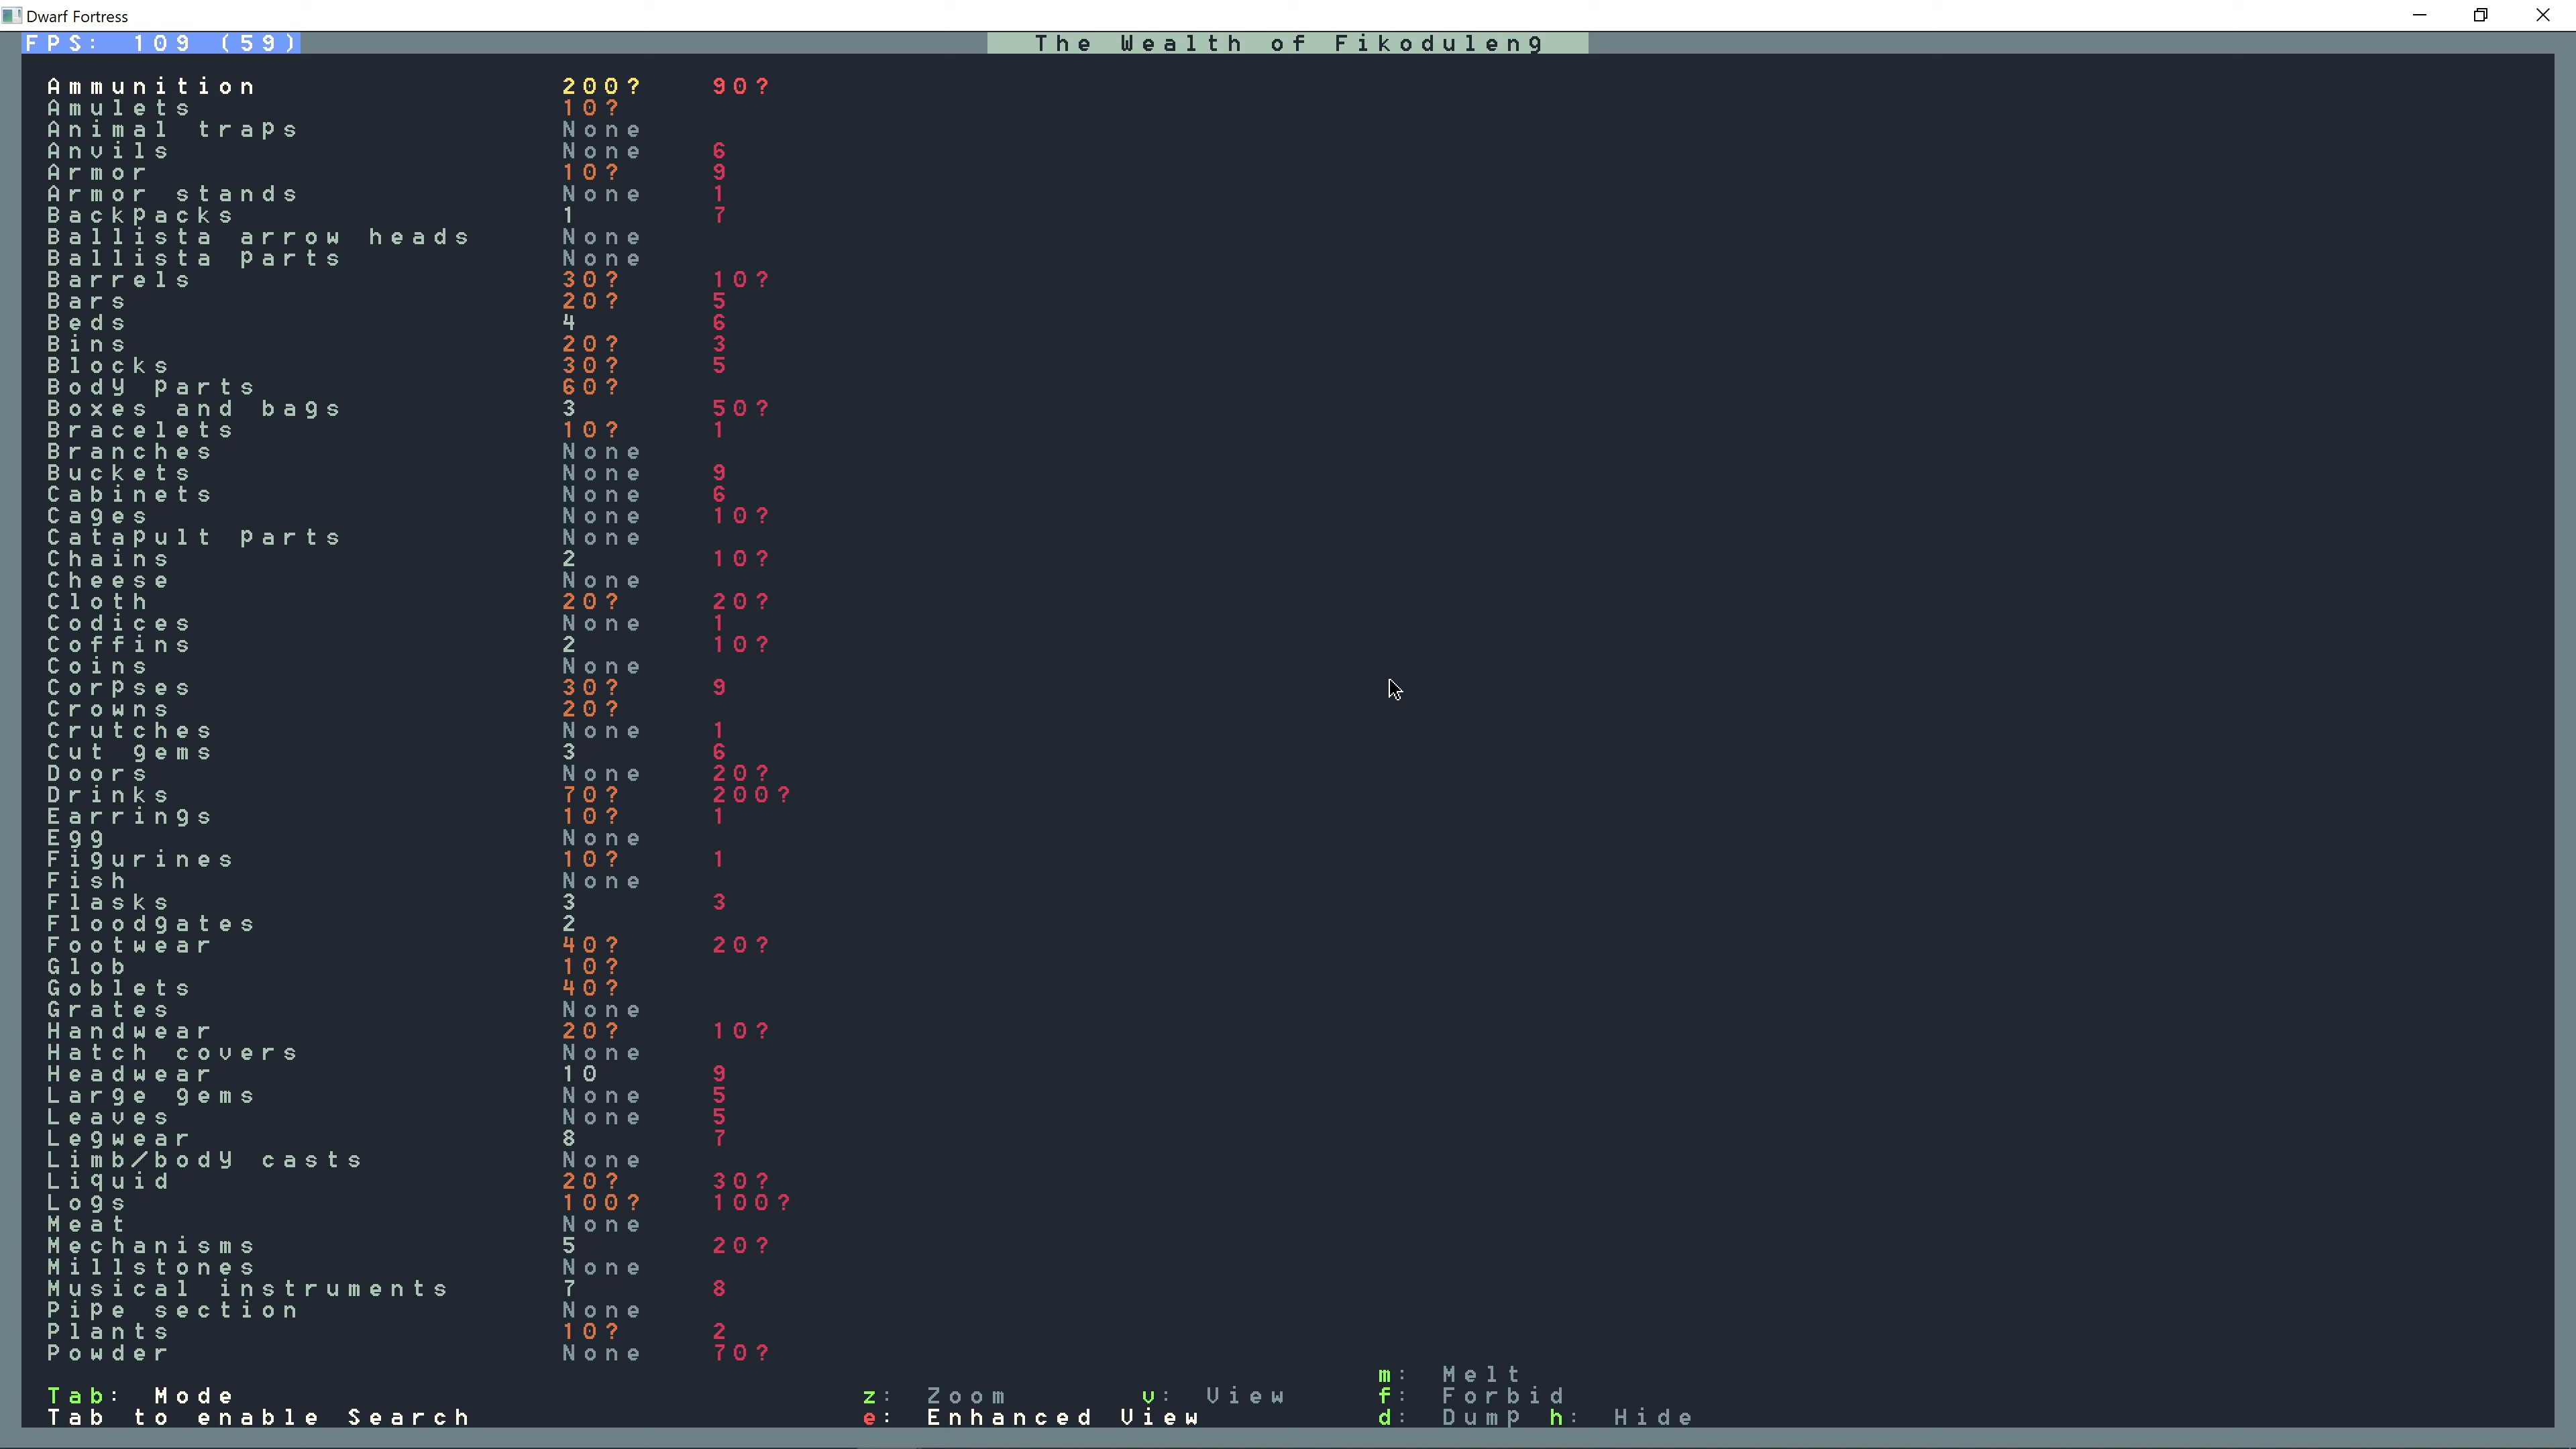 Dwarf Fortress
FPS: 109 (59) The Wealth of Fikoduleng
Ammunition 200? 90?
Amulets 10?
Animal traps None
Anvils None 6
Armor 10? 9
Armor stands None 1
Backpacks 1 7
Ballista arrow heads None
Ballista parts None
Barrels 30? 10?
Bars 20? 5
Beds 4 6
Bins 20? 3
Blocks 30? 5
Body parts 60?
Boxes and bags 3 50?
Bracelets 10? 1
Branches None
Buckets None 9
Cabinets None 6
Cages None 10?
Catapult parts None
Chains 2 10?
Cheese None
Cloth 20? 20?
Codices None 1
Coffins 2 10?
Coins None
Corpses 30? 9
Crowns 20?
Crutches None 1
Cut gems 3 6
Doors None 20?
Drinks 70? 200?
Earrings 10? 1
Egg None
Figurines 10? 1
Fish None
Flasks 3 3
Floodgates 2
Footwear 40? 20?
Glob 10?
Goblets 40?
Grates None
Handwear 20? 10?
Hatch covers None
Headwear 10 9
Large gems None 5
Leaves None 5
Legwear 8 7
Limb/body casts None
Liquid 20? 30?
Logs 100? 100?
Meat None
Mechanisms 5 20?
Millstones None
Musical instruments 7 8
Pipe section None
Plants 10? 2
Powder None 70?
m: Melt
Tab: Mode z: Zoom v: View f: Forbid
Tab to enable Search e: Enhanced View d: Dump h: Hide